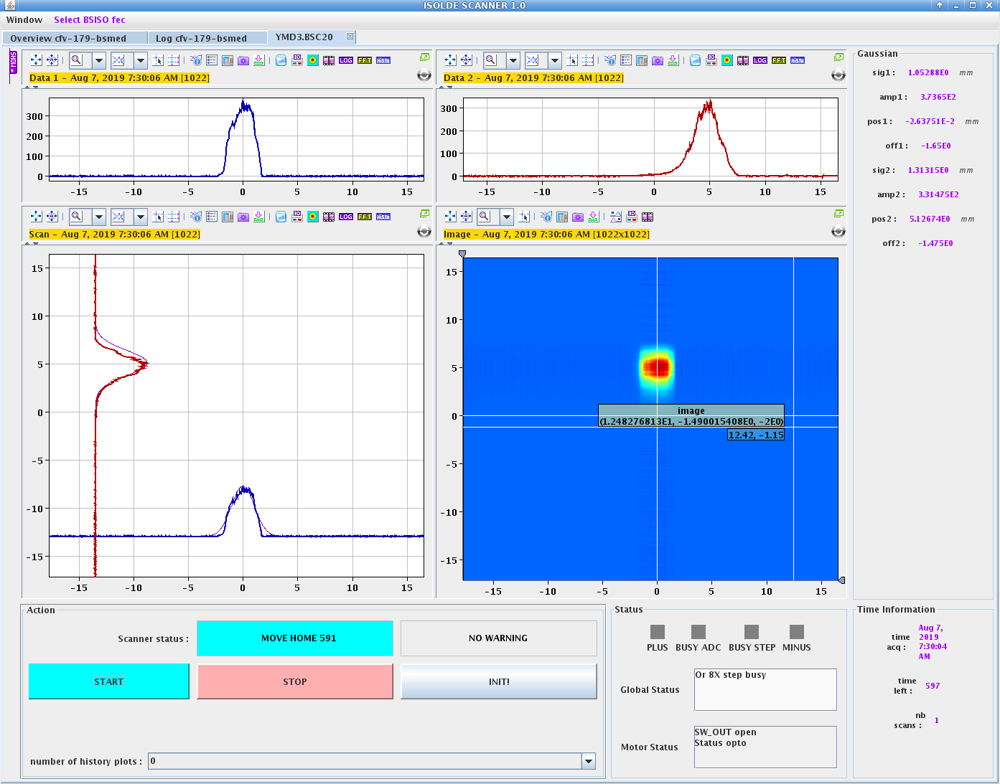 ISOLDE SCANNER 1.0
Window Select BSISO fec
Overview cfv-179-bsmed Log cfv-179-bsmed YMD3.BSC20
3D LOG FFT HiSto
Data 1 - Aug 7, 2019 7:30:06 AM [1022]
300
200
100
0
-15 -10 -5 0 5 10 15
3D LOG FFT HiSto
Data 2 - Aug 7, 2019 7:30:06 AM [1022]
300
200
100
0
-15 -10 -5 0 5 10 15
3D LOG FFT HiSto
Scan - Aug 7, 2019 7:30:06 AM [1022]
15
10
5
0
-5
-10
-15
-15 -10 -5 0 5 10 15
3D
Image - Aug 7, 2019 7:30:06 AM [1022x1022]
15
10
5
0
-5
-10
-15
image
(1.248276813E1, -1.490015408E0, -2E0)
12.42, -1.15
-15 -10 -5 0 5 10 15
Gaussian
sig1 : 1.05288E0 mm
amp1 : 3.7365E2
pos1 : -2.63751E-2 mm
off1 : -1.65E0
sig2 : 1.31315E0 mm
amp2 : 3.31475E2
pos2 : 5.12674E0 mm
off2 : -1.475E0
Action
Scanner status : MOVE HOME 591 NO WARNING
START STOP INIT!
number of history plots : 0
Status
PLUS BUSY ADC BUSY STEP MINUS
Global Status Or 8X step busy
Motor Status SW_OUT open
Status opto
Time Information
time acq : Aug 7,
2019
7:30:04
AM
time
left : 597
nb
scans : 1